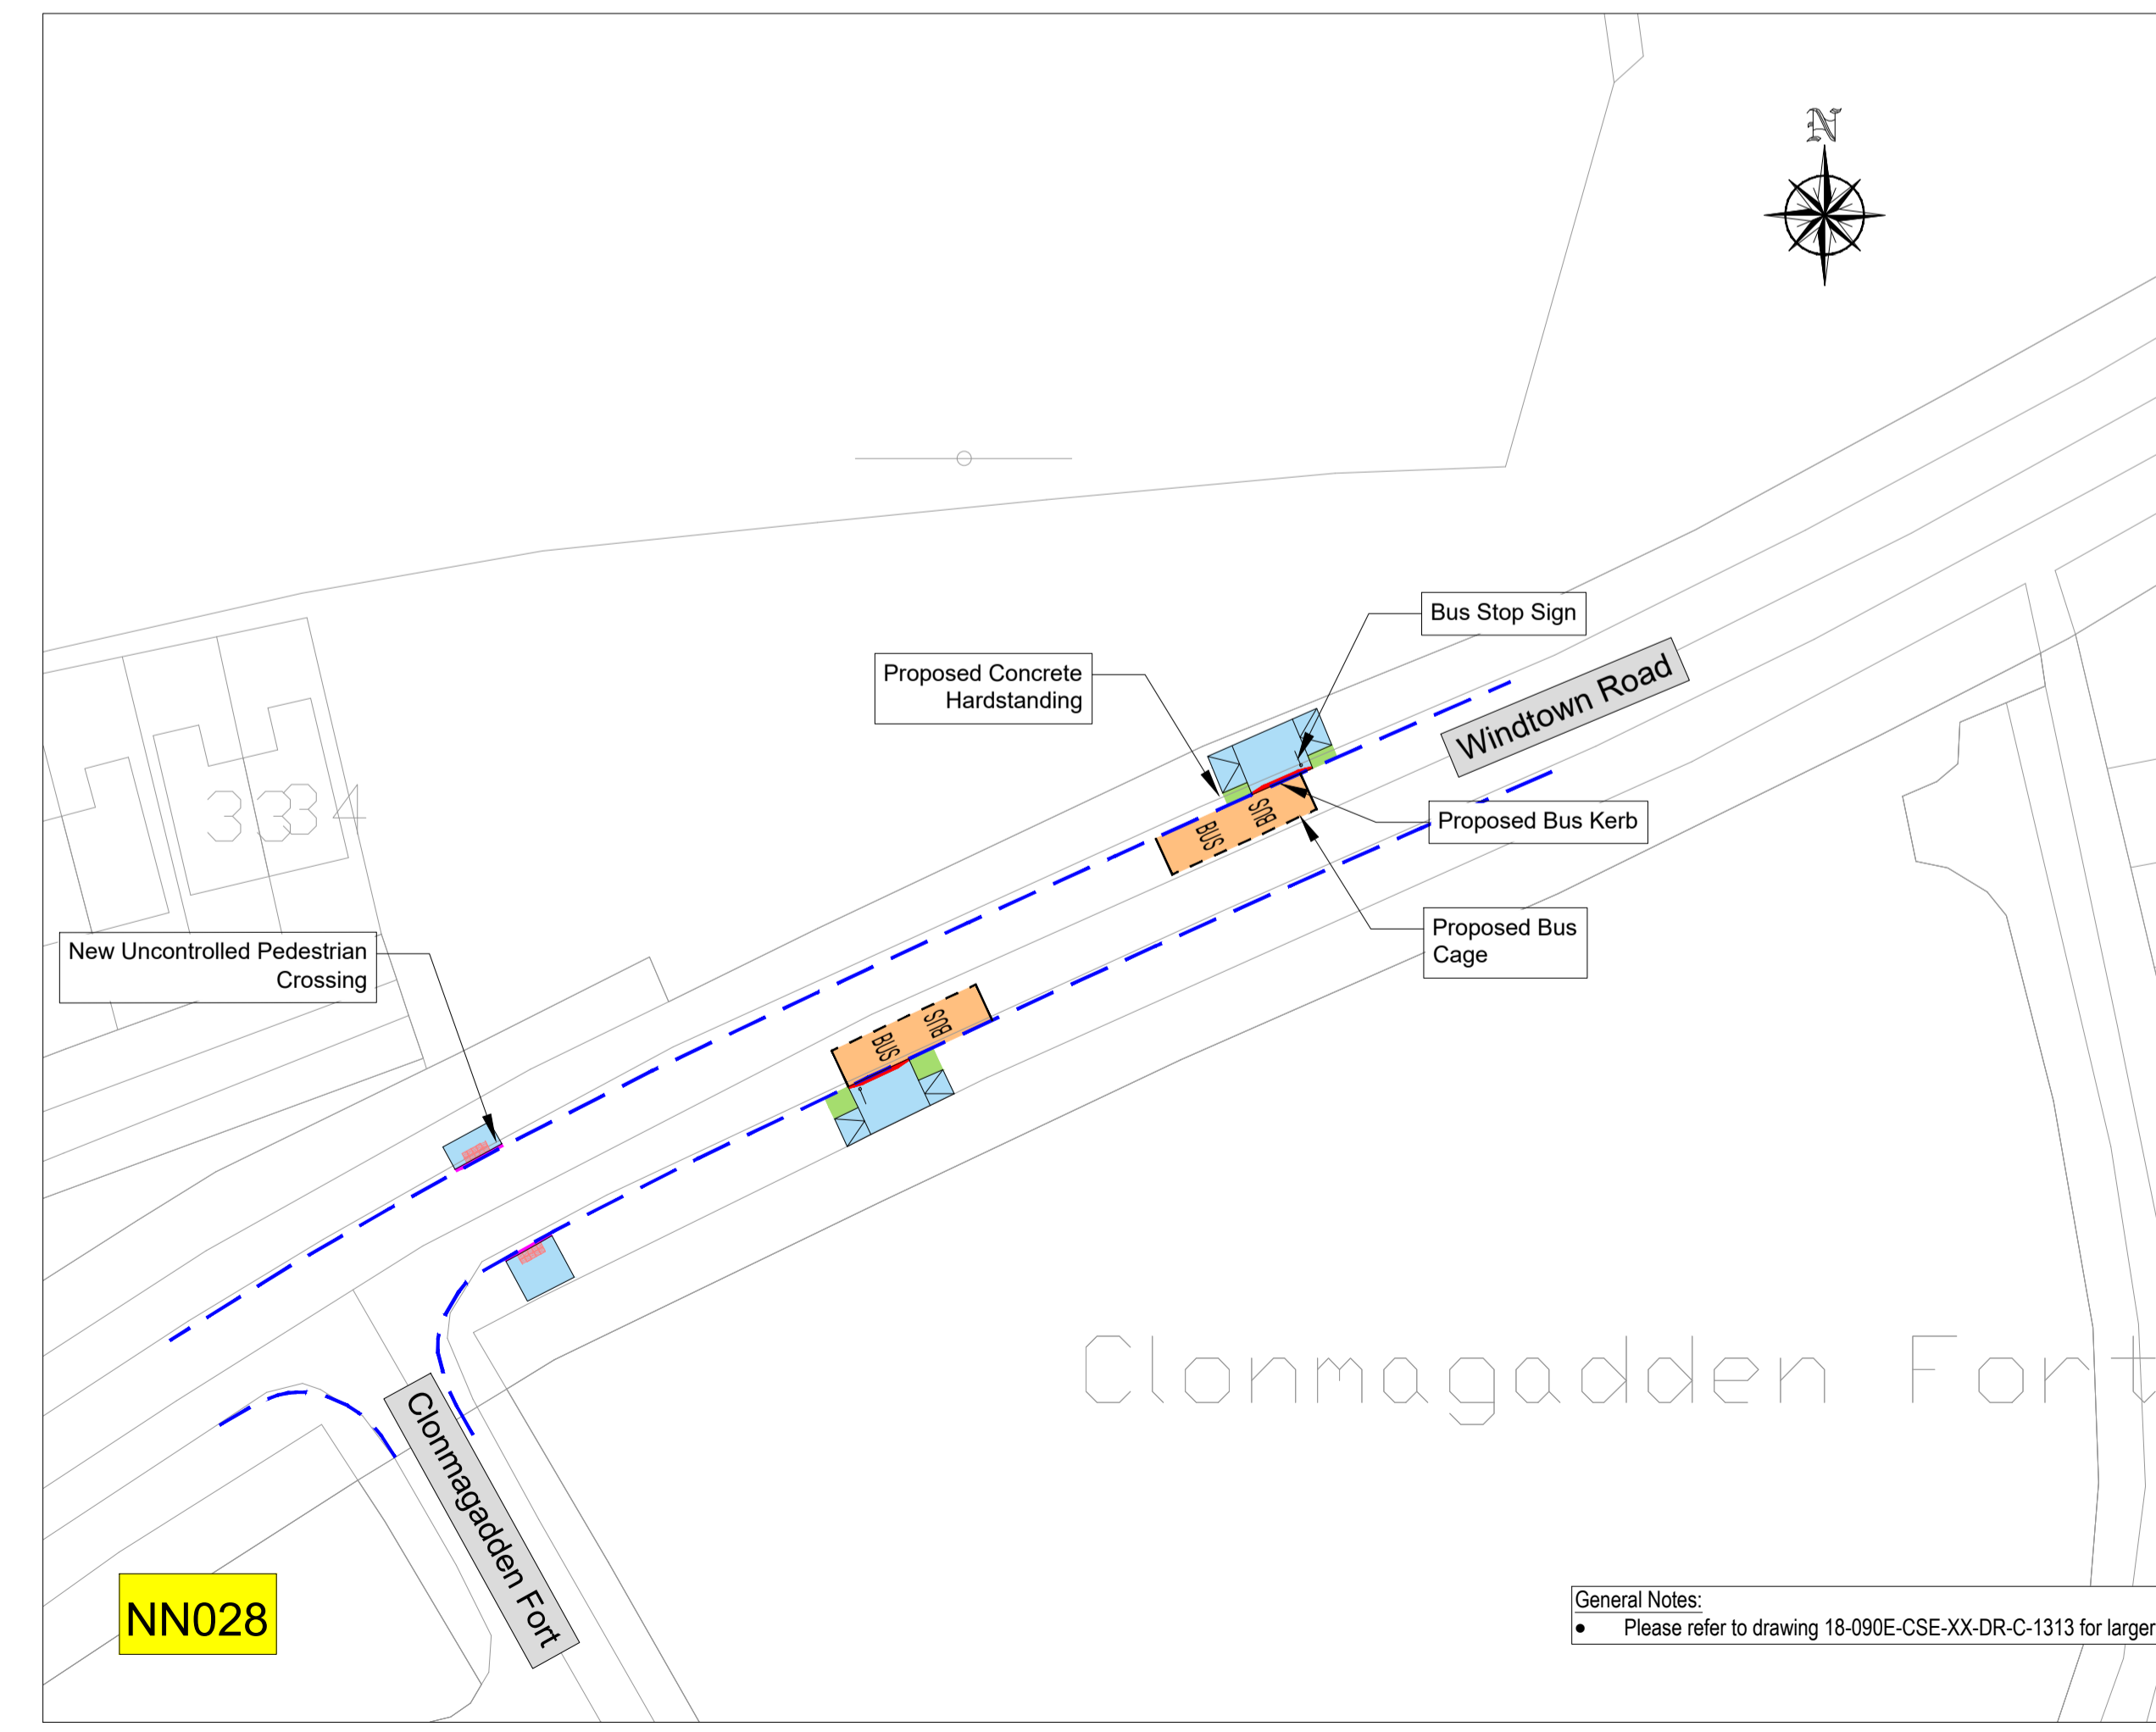 N
Bus Stop Sign
Proposed Concrete
Hardstanding
Windtown Road
BUS
BUS
Proposed Bus Kerb
33
34
Proposed Bus
Cage
New Uncontrolled Pedestrian
Crossing
BUS
BUS
Clonmagadden Fort
Clonmagadden Fort
NN028
General Notes:
● Please refer to drawing 18-090E-CSE-XX-DR-C-1313 for larger